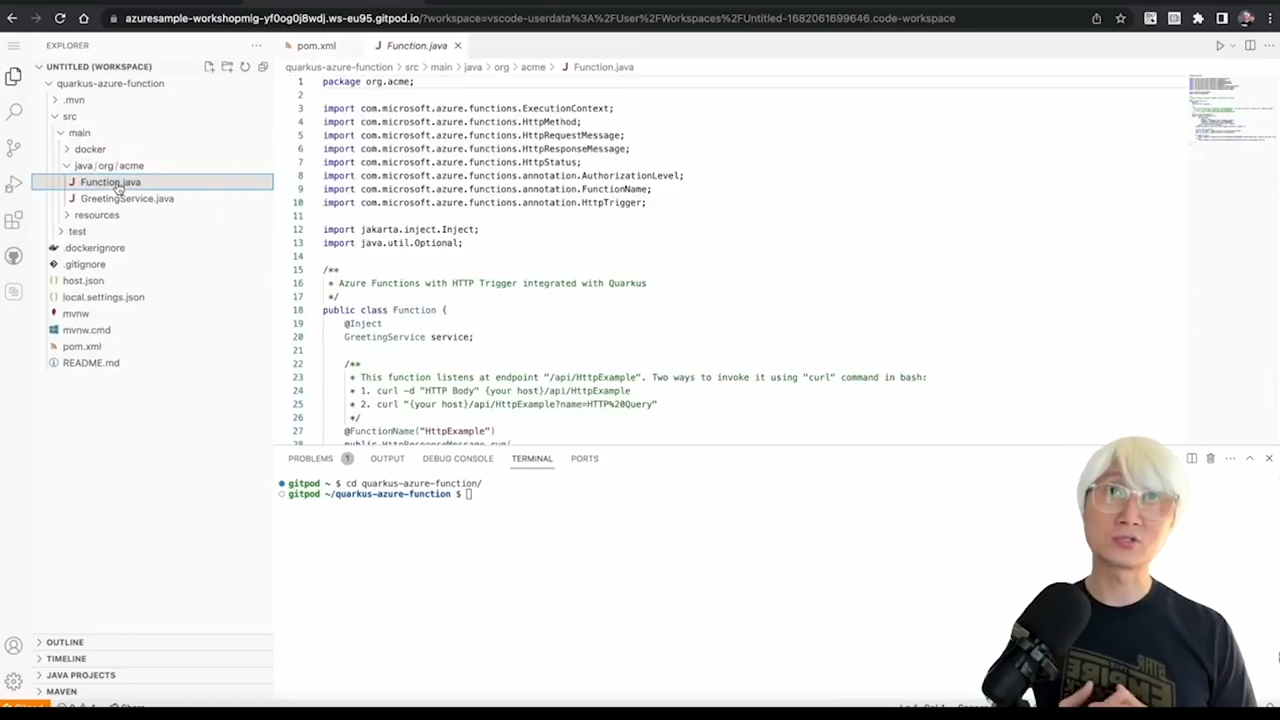 azuresample-workshopmig-yf0og0j8wdj.ws-eu95.gitpod.io/?workspace=vscode-userdata%3A%2FUser%2FWorkspaces%2FUntitled-1682061699646.code-workspace
EXPLORER
UNTITLED (WORKSPACE)
quarkus-azure-function
.mvn
src
main
docker
java/org/acme
Function.java
GreetingService.java
resources
test
.dockerignore
.gitignore
host.json
local.settings.json
mvnw
mvnw.cmd
pom.xml
README.md
OUTLINE
TIMELINE
JAVA PROJECTS
MAVEN
pom.xml
Function.java
quarkus-azure-function > src > main > java > org > acme > Function.java
1 package org.acme;
2
3 import com.microsoft.azure.functions.ExecutionContext;
4 import com.microsoft.azure.functions.HttpMethod;
5 import com.microsoft.azure.functions.HttpRequestMessage;
6 import com.microsoft.azure.functions.HttpResponseMessage;
7 import com.microsoft.azure.functions.HttpStatus;
8 import com.microsoft.azure.functions.annotation.AuthorizationLevel;
9 import com.microsoft.azure.functions.annotation.FunctionName;
10 import com.microsoft.azure.functions.annotation.HttpTrigger;
11
12 import jakarta.inject.Inject;
13 import java.util.Optional;
14
15 /**
16 * Azure Functions with HTTP Trigger integrated with Quarkus
17 */
18 public class Function {
19 @Inject
20 GreetingService service;
21
22 /**
23 * This function listens at endpoint "/api/HttpExample". Two ways to invoke it using "curl" command in bash:
24 * 1. curl -d "HTTP Body" {your host}/api/HttpExample
25 * 2. curl "{your host}/api/HttpExample?name=HTTP%20Query"
26 */
27 @FunctionName("HttpExample")
28 public HttpResponseMessage run(
PROBLEMS 1 OUTPUT DEBUG CONSOLE TERMINAL PORTS
gitpod ~ $ cd quarkus-azure-function/
gitpod ~/quarkus-azure-function $
Gitpod
EMPIRE